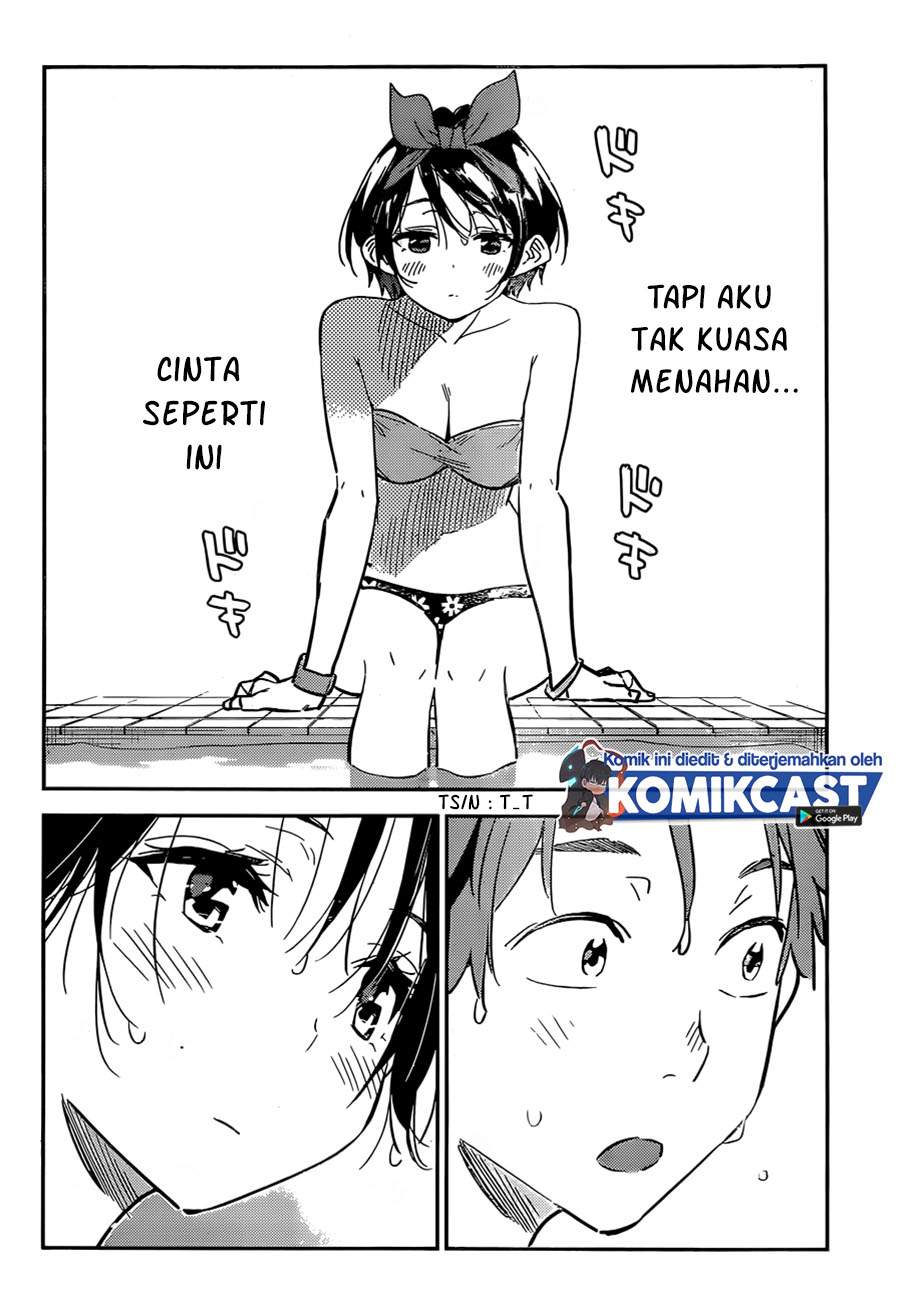 ドキ
TAPI AKU
TAK KUASA
MENAHAN...
CINTA
SEPERTI
INI
ドキ
ドキ
Komik ini diedit & diterjemahkan oleh
KOMIKCAST
GET IT ON
Google Play
TS/N : T_T